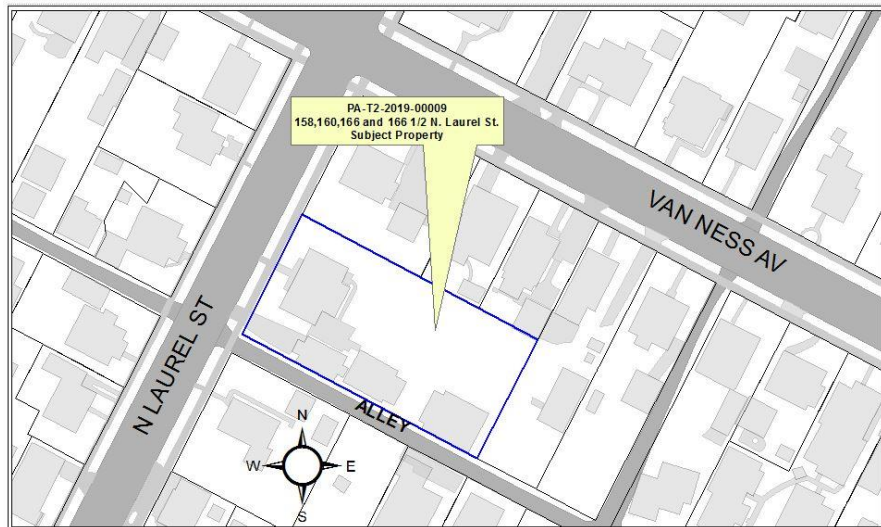 PA-T2-2019-00009
158,160,166 and 166 1/2 N. Laurel St.
Subject Property
VAN NESS AV
N LAUREL ST
ALLEY
N
W
E
S